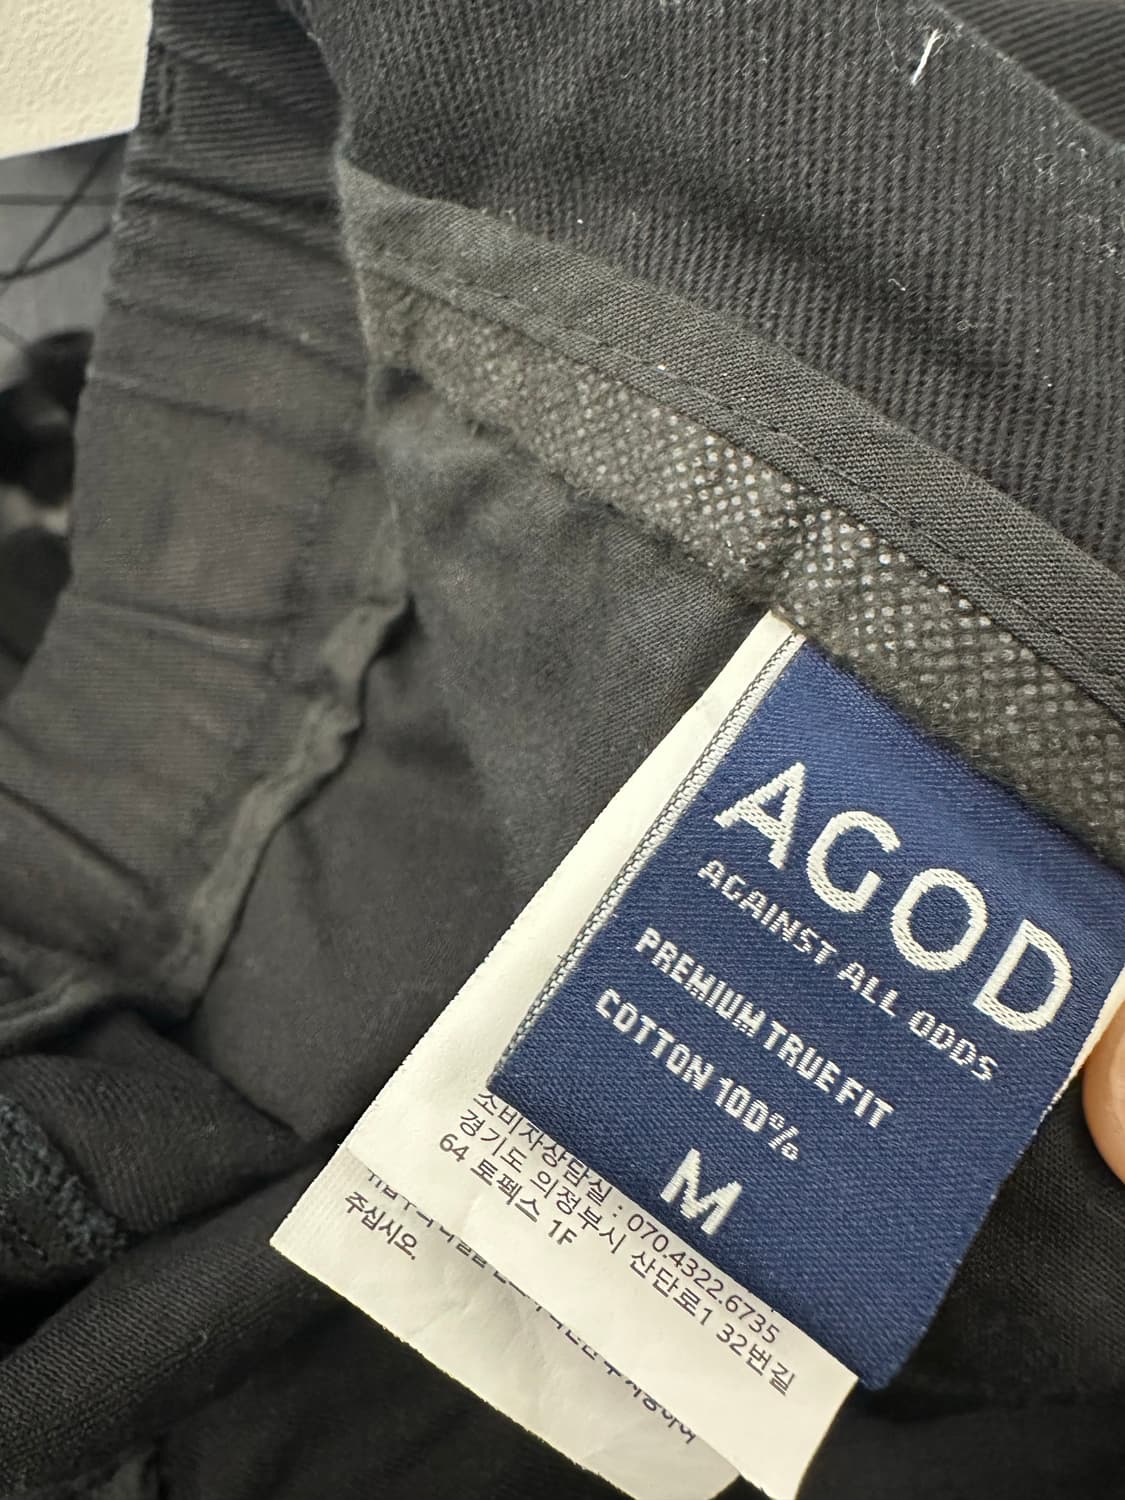 AGOD
AGAINST ALL ODDS
PREMIUM TRUE FIT
COTTON 100%
M
소비자상담실 : 070.4322.6735
경기도 의정부시 산단로1 32번길
64 토페스 1F
주십시오.